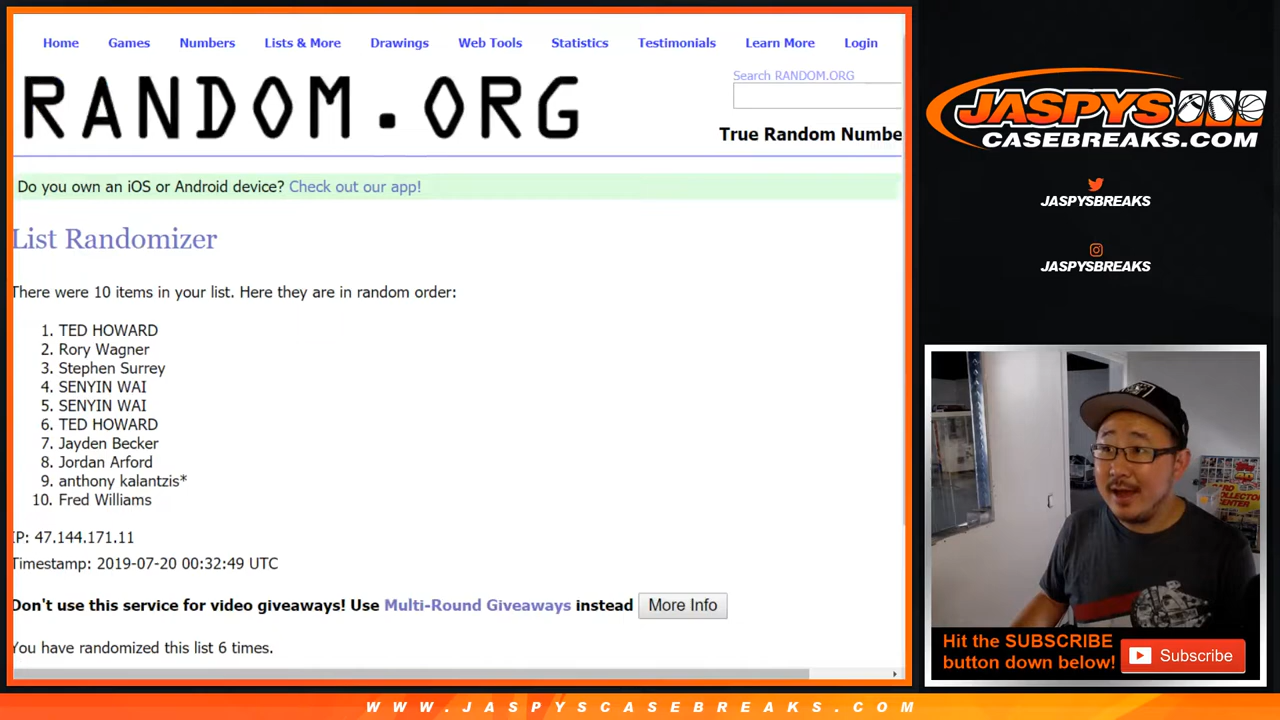 Home Games Numbers Lists & More Drawings Web Tools Statistics Testimonials Learn More Login
RANDOM.ORG
Search RANDOM.ORG
True Random Numbe
Do you own an iOS or Android device? Check out our app!
List Randomizer
There were 10 items in your list. Here they are in random order:
1. TED HOWARD
2. Rory Wagner
3. Stephen Surrey
4. SENYIN WAI
5. SENYIN WAI
6. TED HOWARD
7. Jayden Becker
8. Jordan Arford
9. anthony kalantzis*
10. Fred Williams
IP: 47.144.171.11
Timestamp: 2019-07-20 00:32:49 UTC
Don't use this service for video giveaways! Use Multi-Round Giveaways instead More Info
You have randomized this list 6 times.
JASPYS
CASEBREAKS.COM
JASPYSBREAKS
JASPYSBREAKS
topps
CARD
COLLECTOR
CENTER
Hit the SUBSCRIBE
button down below!
Subscribe
WWW.JASPYSCASEBREAKS.COM